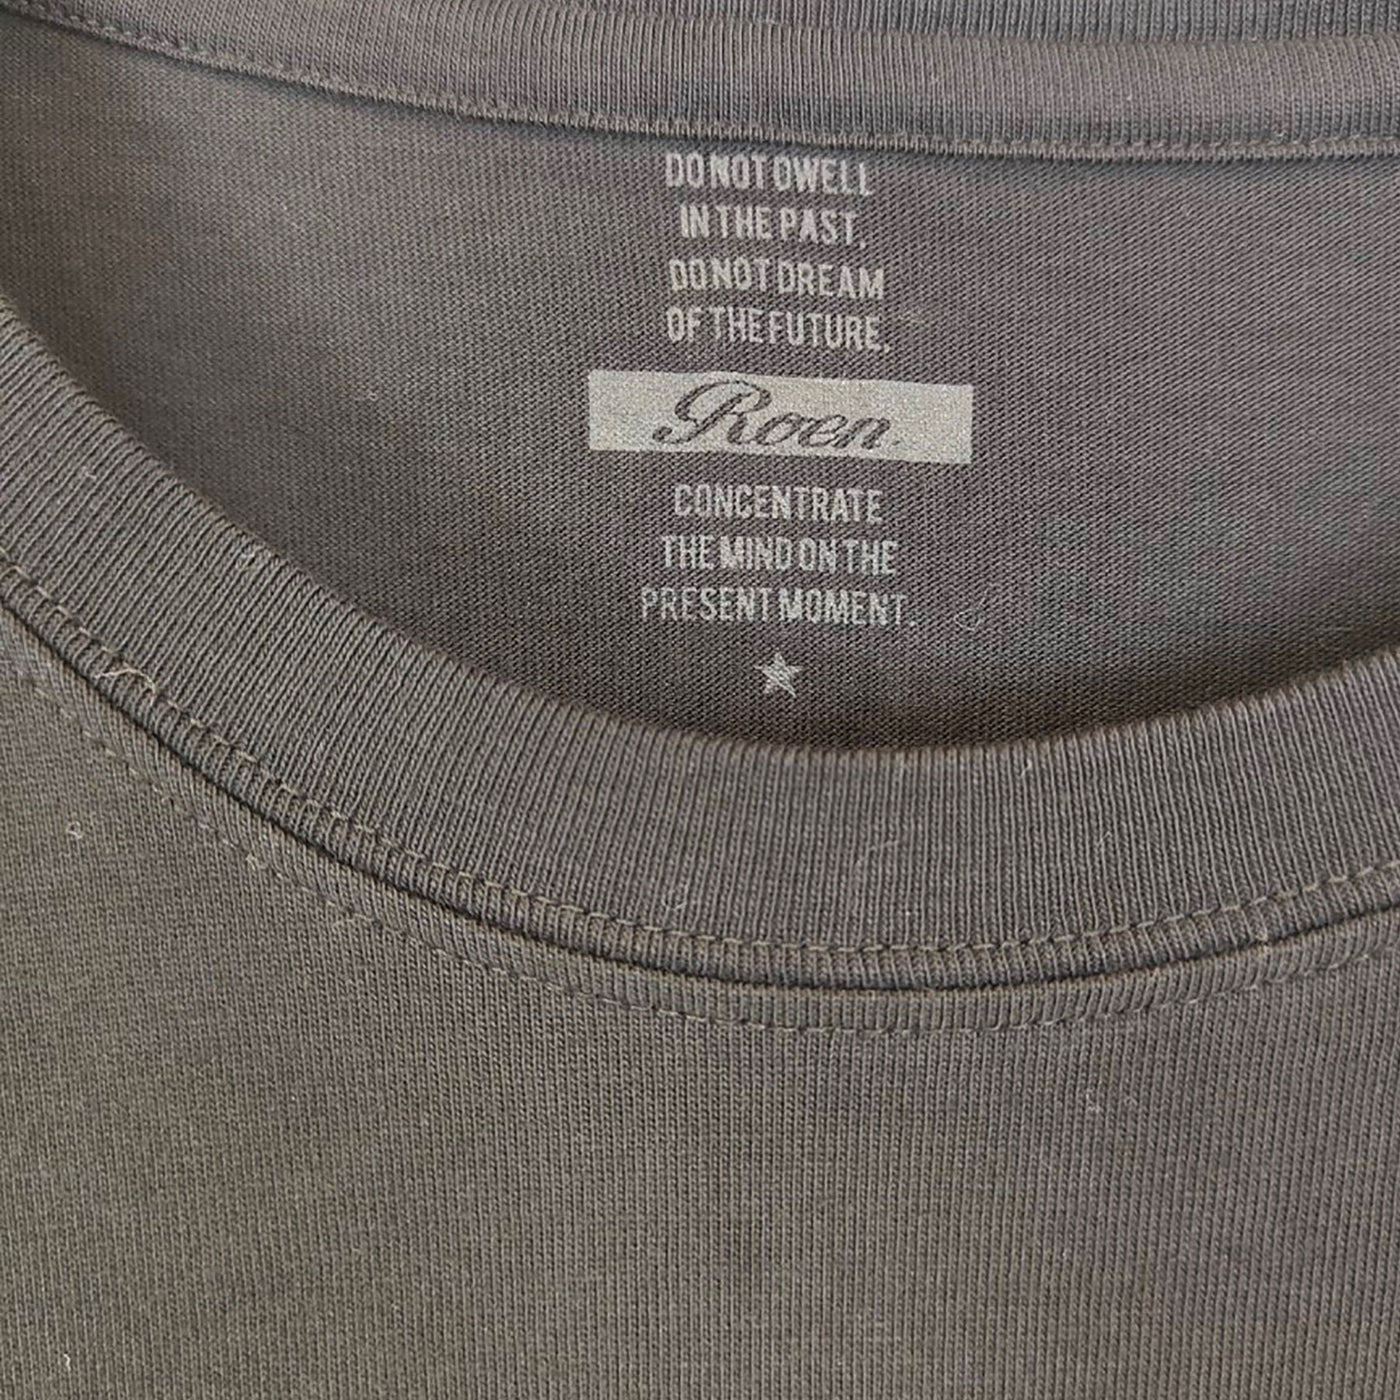 DO NOT DWELL
IN THE PAST.
DO NOT DREAM
OF THE FUTURE.
Roen.
CONCENTRATE
THE MIND ON THE
PRESENT MOMENT.